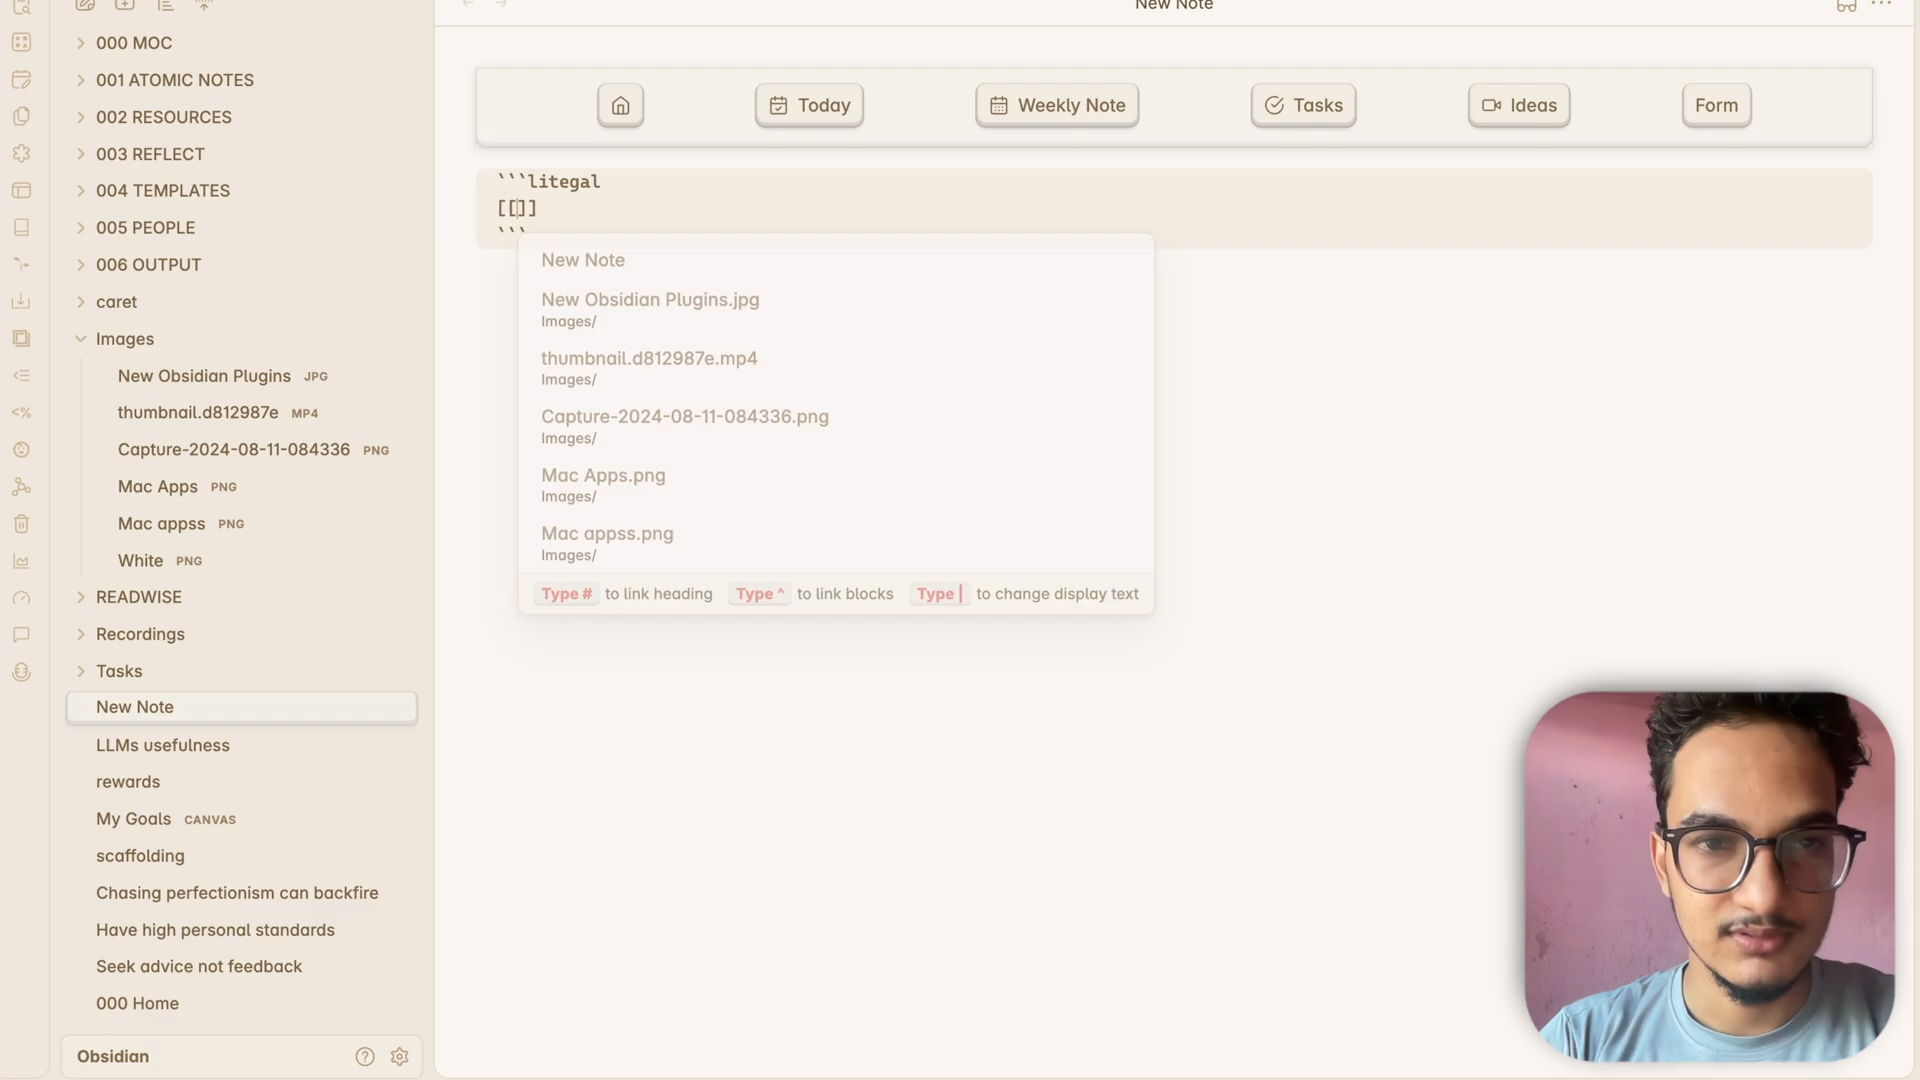 000 MOC
001 ATOMIC NOTES
002 RESOURCES
003 REFLECT
004 TEMPLATES
005 PEOPLE
006 OUTPUT
caret
Images
New Obsidian Plugins JPG
thumbnail.d812987e MP4
Capture-2024-08-11-084336 PNG
Mac Apps PNG
Mac appss PNG
White PNG
READWISE
Recordings
Tasks
New Note
LLMs usefulness
rewards
My Goals CANVAS
scaffolding
Chasing perfectionism can backfire
Have high personal standards
Seek advice not feedback
000 Home
Obsidian
New Note
Today
Weekly Note
Tasks
Ideas
Form
```litegal
[[]]
```
New Note
New Obsidian Plugins.jpg
Images/
thumbnail.d812987e.mp4
Images/
Capture-2024-08-11-084336.png
Images/
Mac Apps.png
Images/
Mac appss.png
Images/
Type # to link heading Type ^ to link blocks Type | to change display text